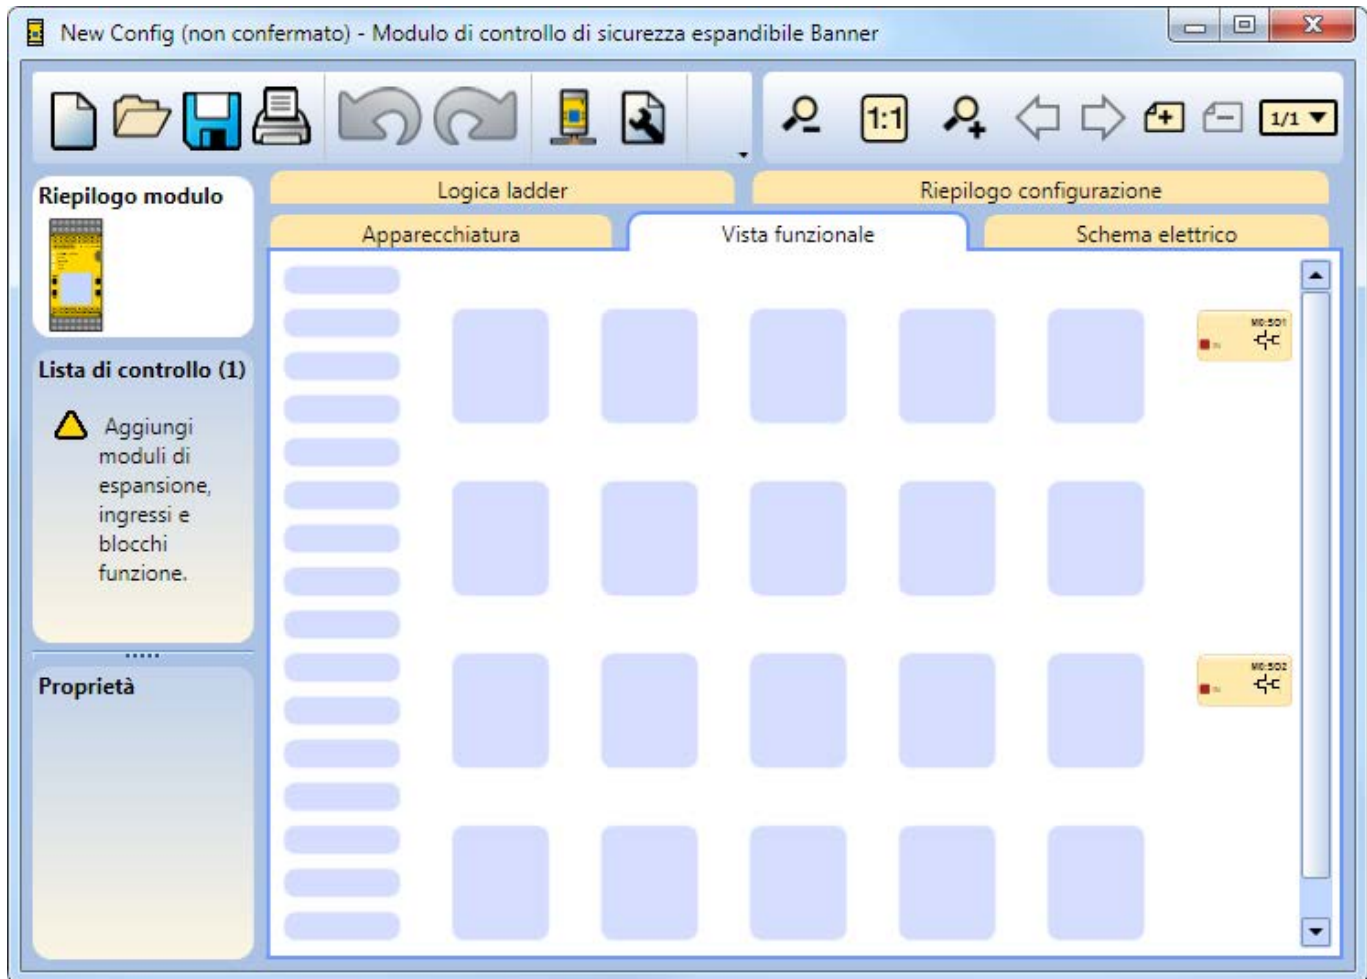 New Config (non confermato) - Modulo di controllo di sicurezza espandibile Banner
1:1
1/1
Riepilogo modulo
Logica ladder
Riepilogo configurazione
Apparecchiatura
Vista funzionale
Schema elettrico
M0:SO1
IN
Lista di controllo (1)
Aggiungi
moduli di
espansione,
ingressi e
blocchi
funzione.
M0:SO2
IN
Proprietà